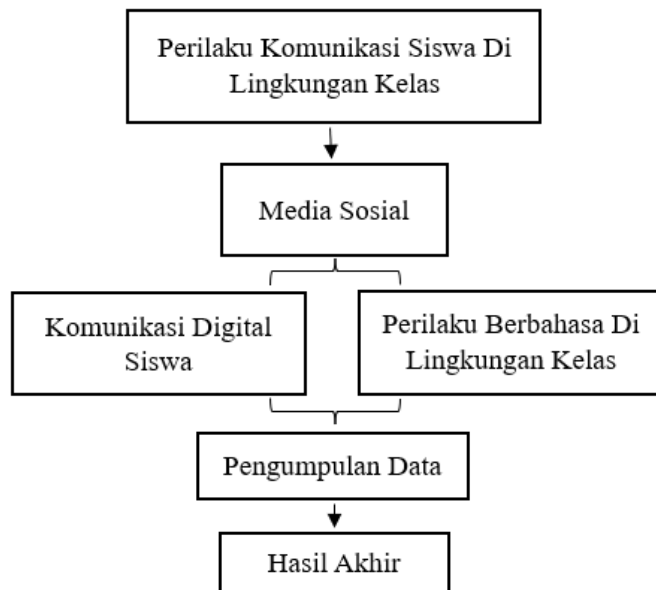 Perilaku Komunikasi Siswa Di
Lingkungan Kelas
Media Sosial
Komunikasi Digital
Siswa
Perilaku Berbahasa Di
Lingkungan Kelas
Pengumpulan Data
Hasil Akhir